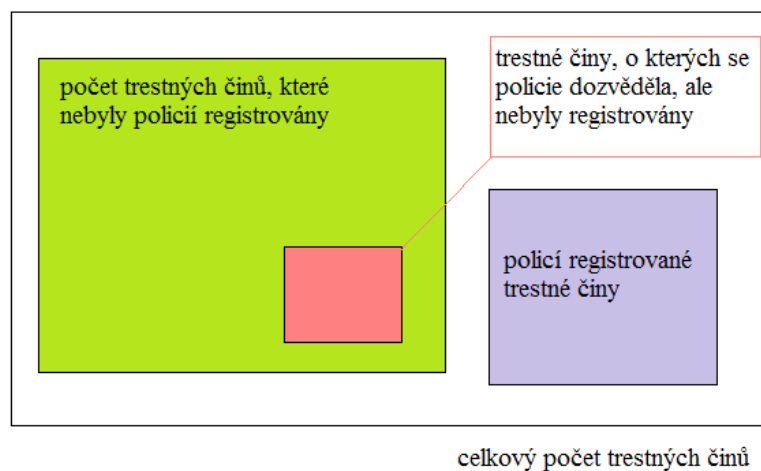 počet trestných činů, které
nebyly policií registrovány
trestné činy, o kterých se
policie dozvěděla, ale
nebyly registrovány
policí registrované
trestné činy
celkový počet trestných činů